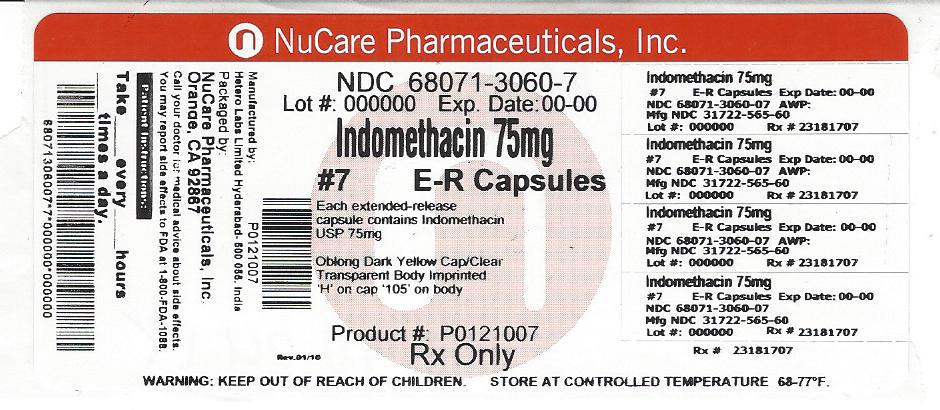 n NuCare Pharmaceuticals, Inc.
68071306007*7*000000*0000000
Take ____ every ____ hours
____ times a day.
Patient Instructions:
Call your doctor for medical advice about side effects.
You may report side effects to FDA at 1-800-FDA-1088.
Manufactured by:
Hetero Labs Limited Hyderabad- 500 055, India
Packaged by:
NuCare Pharmaceuticals, Inc.
Orange, CA 92867
P0121007
NDC 68071-3060-7
Lot #: 000000 Exp. Date:00-00
Indomethacin 75mg
#7 E-R Capsules
Each extended-release
capsule contains Indomethacin
USP 75mg
Oblong Dark Yellow Cap/Clear
Transparent Body Imprinted
'H' on cap '105' on body
Product #: P0121007
Rev.01/16
Rx Only
Indomethacin 75mg
#7 E-R Capsules Exp Date: 00-00
NDC 68071-3060-07 AWP:
Mfg NDC 31722-565-60
Lot #: 000000 Rx # 23181707
Indomethacin 75mg
#7 E-R Capsules Exp Date: 00-00
NDC 68071-3060-07 AWP:
Mfg NDC 31722-565-60
Lot #: 000000 Rx # 23181707
Indomethacin 75mg
#7 E-R Capsules Exp Date: 00-00
NDC 68071-3060-07 AWP:
Mfg NDC 31722-565-60
Lot #: 000000 Rx # 23181707
Indomethacin 75mg
#7 E-R Capsules Exp Date: 00-00
NDC 68071-3060-07
Mfg NDC 31722-565-60
Lot #: 000000 Rx # 23181707
Rx # 23181707
WARNING: KEEP OUT OF REACH OF CHILDREN. STORE AT CONTROLLED TEMPERATURE 68-77°F.